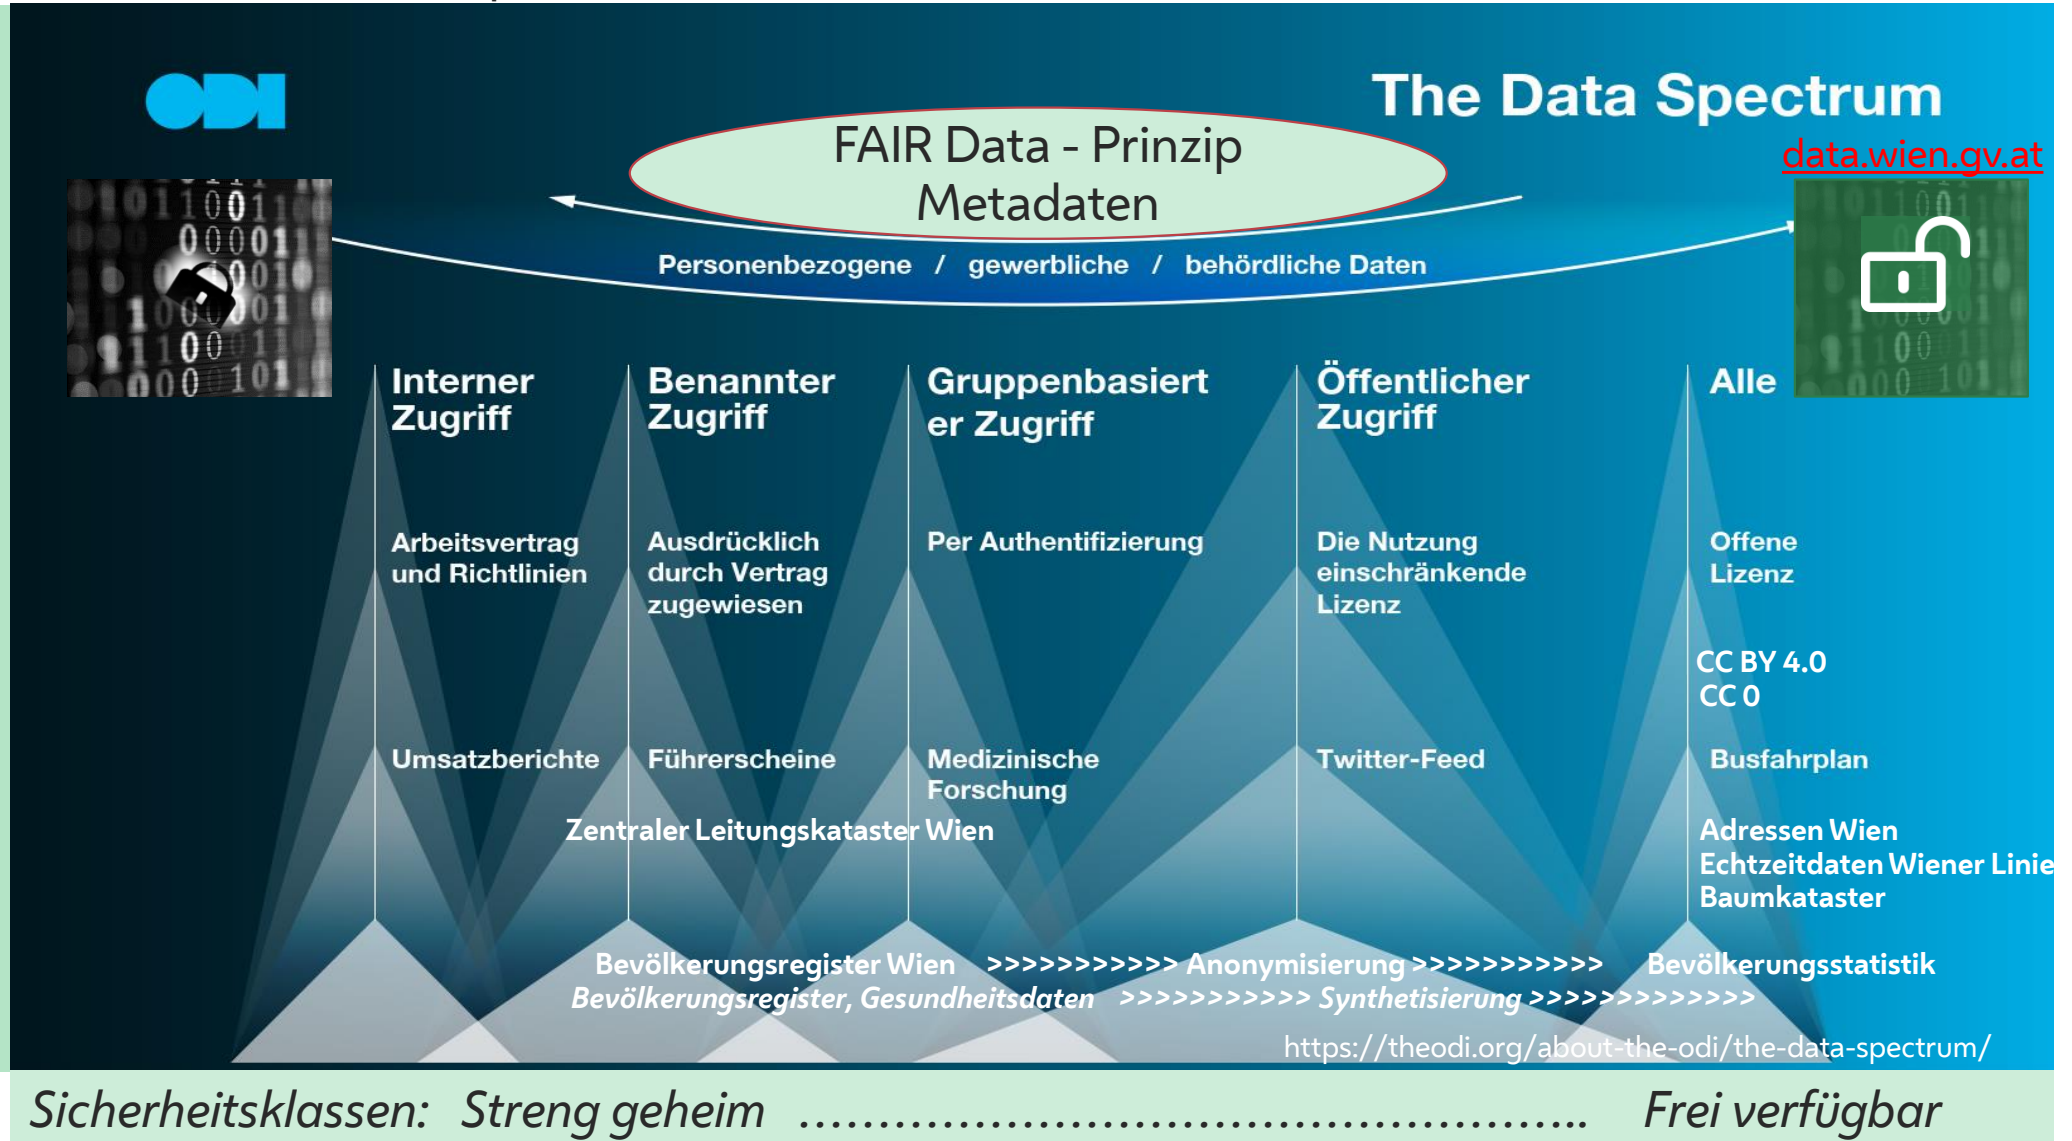 ODI
The Data Spectrum
data.wien.gv.at
FAIR Data - Prinzip
Metadaten
Personenbezogene / gewerbliche / behördliche Daten
Interner
Zugriff
Benannter
Zugriff
Gruppenbasiert
er Zugriff
Öffentlicher
Zugriff
Alle
Arbeitsvertrag
und Richtlinien
Ausdrücklich
durch Vertrag
zugewiesen
Per Authentifizierung
Die Nutzung
einschränkende
Lizenz
Offene
Lizenz
CC BY 4.0
CC 0
Umsatzberichte
Führerscheine
Medizinische
Forschung
Twitter-Feed
Busfahrplan
Zentraler Leitungskataster Wien
Adressen Wien
Echtzeitdaten Wiener Linie
Baumkataster
Bevölkerungsregister Wien >>>>>>>>>>> Anonymisierung >>>>>>>>>>> Bevölkerungsstatistik
Bevölkerungsregister, Gesundheitsdaten >>>>>>>>>>> Synthetisierung >>>>>>>>>>>>>
https://theodi.org/about-the-odi/the-data-spectrum/
Sicherheitsklassen: Streng geheim ……………………………………………….. Frei verfügbar